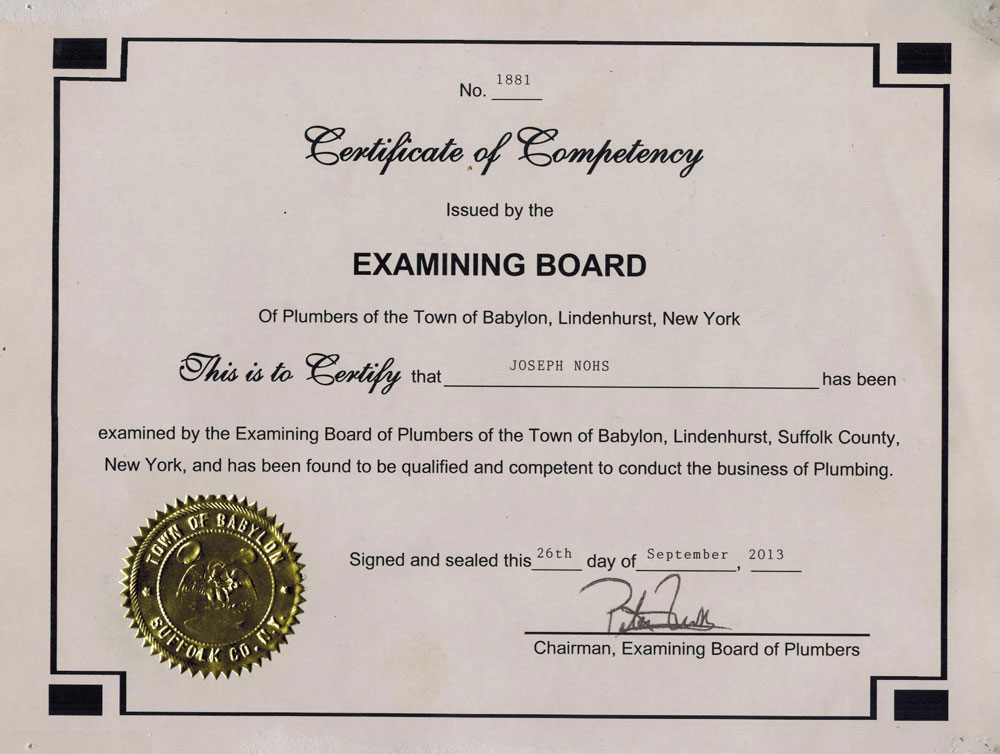 No. 1881
Certificate of Competency
Issued by the
EXAMINING BOARD
Of Plumbers of the Town of Babylon, Lindenhurst, New York
This is to Certify that JOSEPH NOHS has been
examined by the Examining Board of Plumbers of the Town of Babylon, Lindenhurst, Suffolk County,
New York, and has been found to be qualified and competent to conduct the business of Plumbing.
TOWN OF BABYLON
SUFFOLK CO. N.Y.
Signed and sealed this 26th day of September, 2013
Chairman, Examining Board of Plumbers